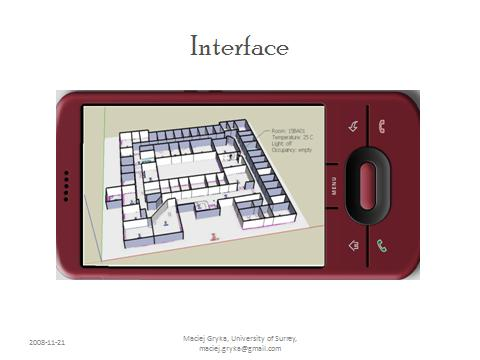 Interface
Room: 15BA01
Temperature: 25 C
Light: off
Occupancy: empty
MENU
2008-11-21
Maciej Gryka, University of Surrey,
maciej.gryka@gmail.com